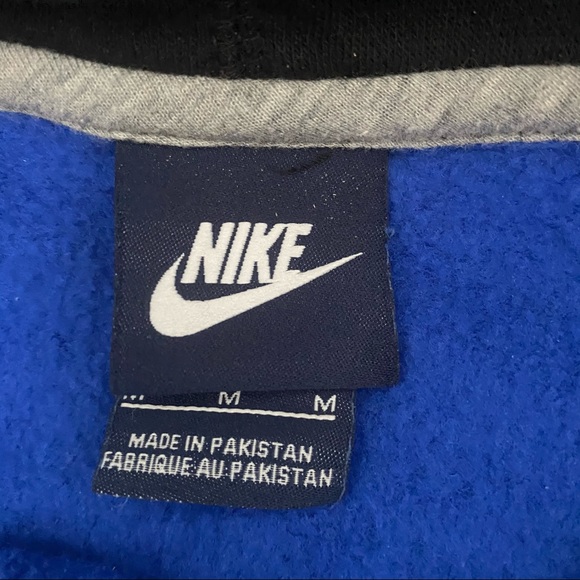 NIKE
M M M
MADE IN PAKISTAN
FABRIQUE AU PAKISTAN